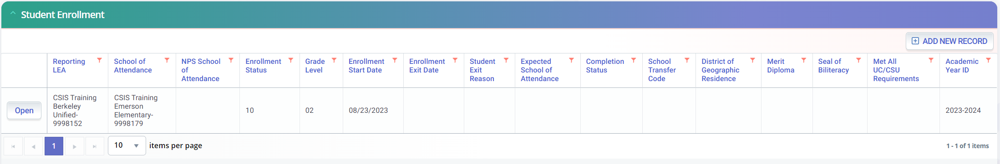 Student Enrollment
ADD NEW RECORD
Reporting LEA
School of Attendance
NPS School of Attendance
Enrollment Status
Grade Level
Enrollment Start Date
Enrollment Exit Date
Student Exit Reason
Expected School of Attendance
Completion Status
School Transfer Code
District of Geographic Residence
Merit Diploma
Seal of Biliteracy
Met All UC/CSU Requirements
Academic Year ID
Open
CSIS Training Berkeley Unified-9998152
CSIS Training Emerson Elementary-9998179
10
02
08/23/2023
2023-2024
1
10
items per page
1 - 1 of 1 items